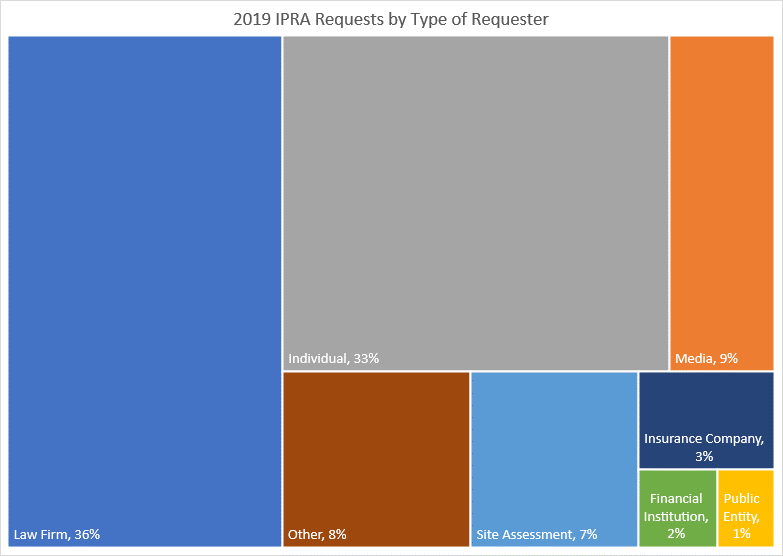 2019 IPRA Requests by Type of Requester
Individual, 33%
Media, 9%
Insurance Company,
3%
Financial
Institution,
2%
Public
Entity,
1%
Law Firm, 36%
Other, 8%
Site Assessment, 7%